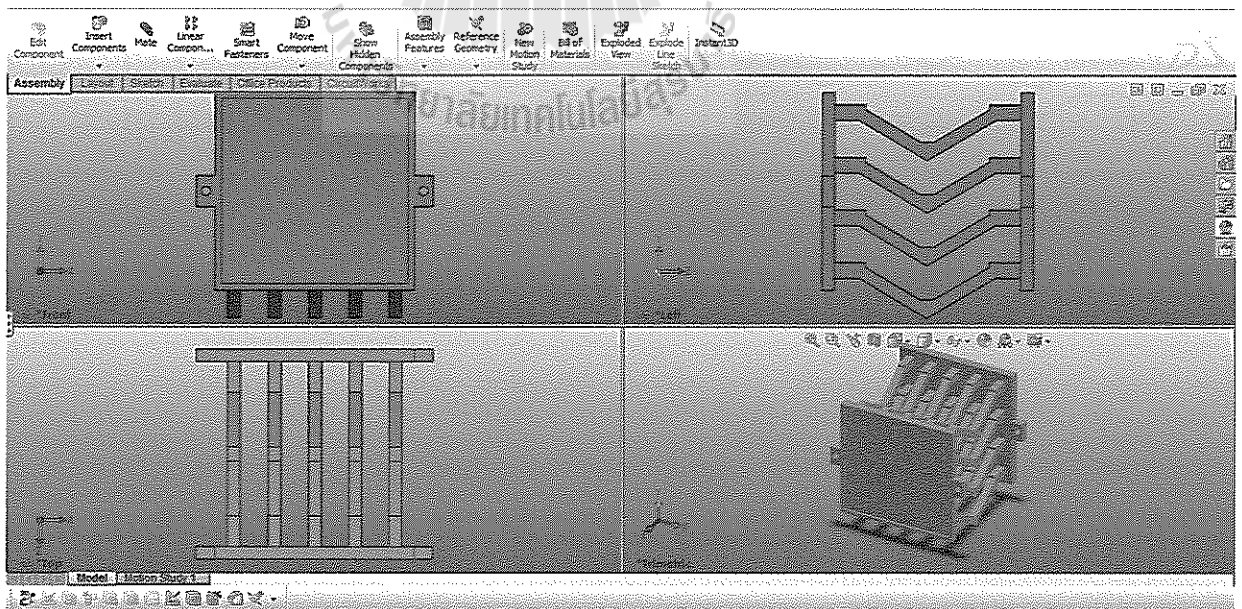 Edit Component
Insert Components
Mate
Linear Compon...
Smart Fasteners
Move Component
Show Hidden Components
Assembly Features
Reference Geometry
New Motion Study
Bill of Materials
Exploded View
Explode Line Sketch
Instant3D
Assembly Layout Sketch Evaluate Office Products
*Front
*Left
*Top
Model Motion Study 1